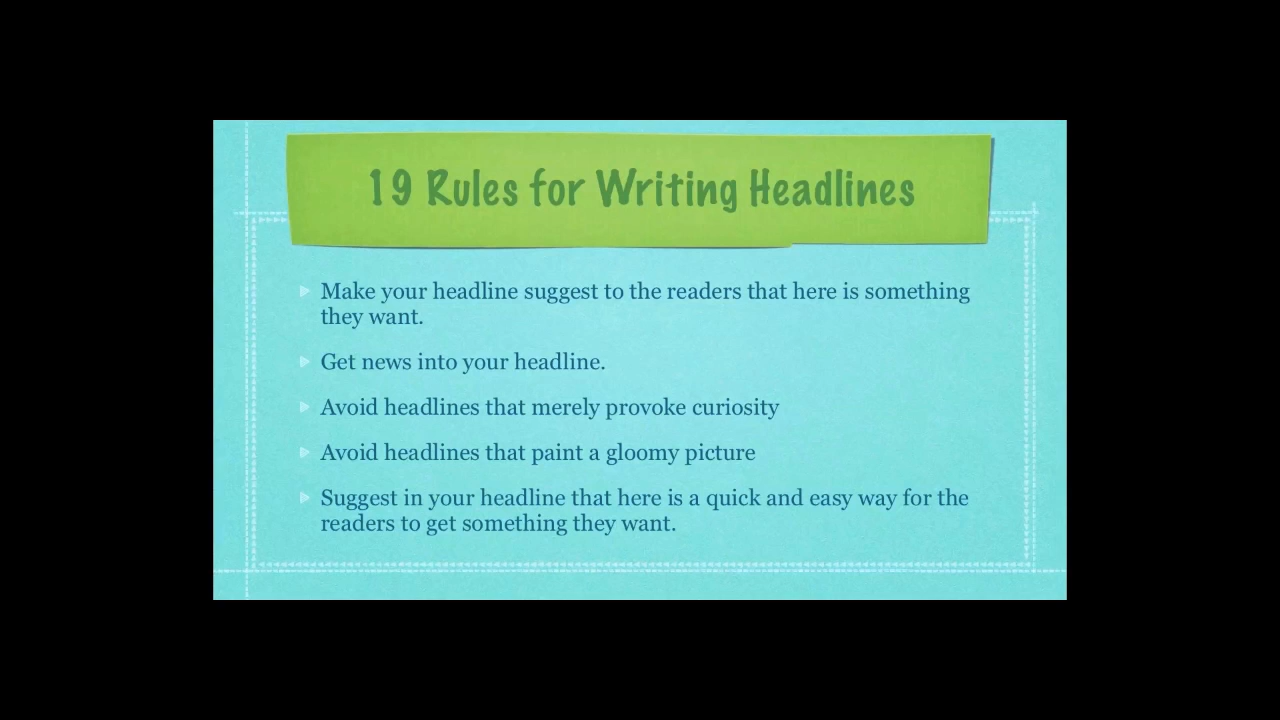 19 Rules for Writing Headlines
Make your headline suggest to the readers that here is something
they want.
Get news into your headline.
Avoid headlines that merely provoke curiosity
Avoid headlines that paint a gloomy picture
Suggest in your headline that here is a quick and easy way for the
readers to get something they want.